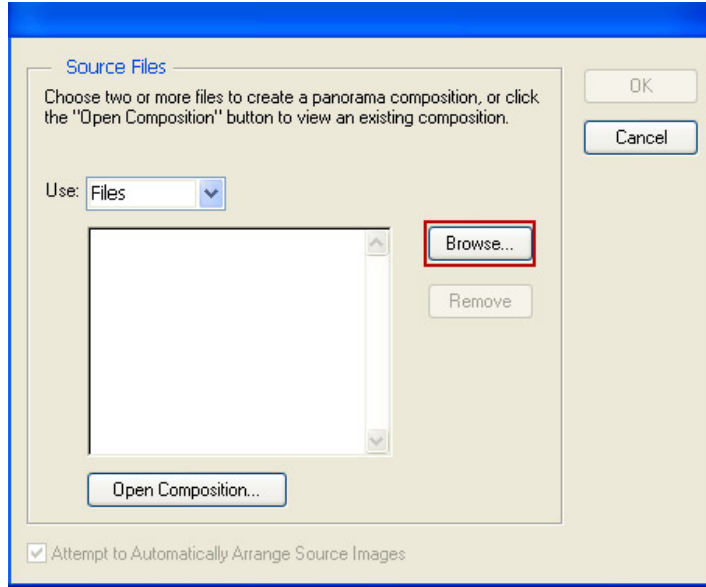 Source Files
Choose two or more files to create a panorama composition, or click
the "Open Composition" button to view an existing composition.
OK
Cancel
Use: Files
Browse...
Remove
Open Composition...
Attempt to Automatically Arrange Source Images